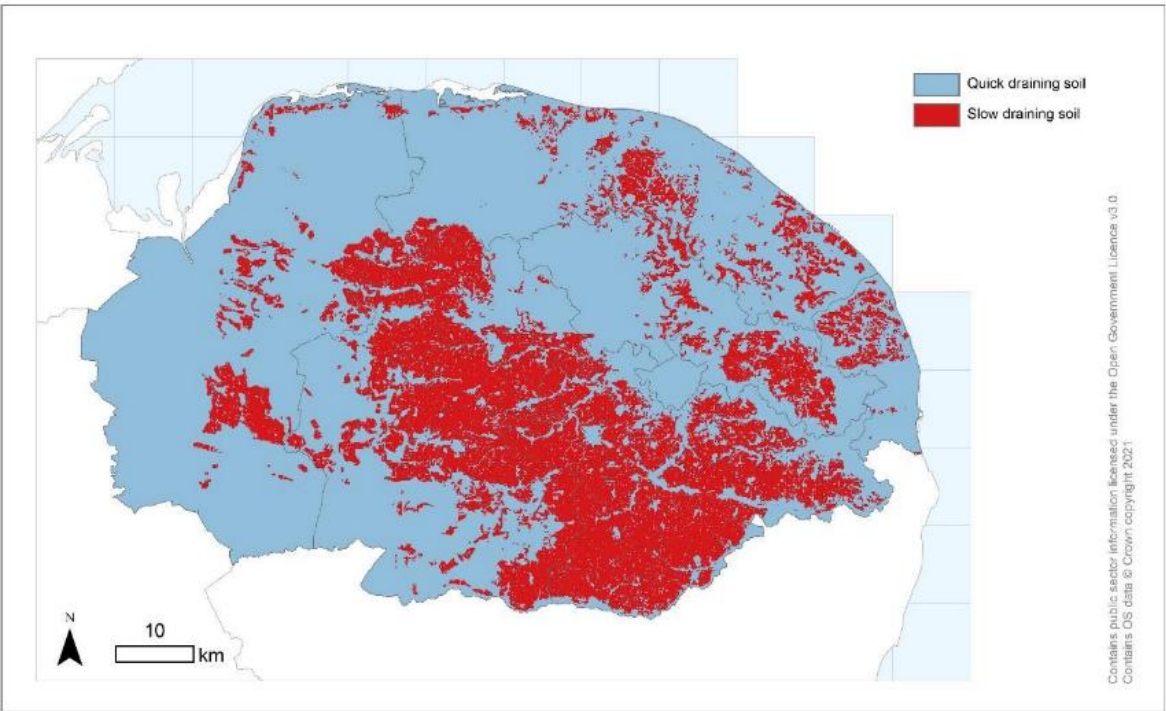 Quick draining soil
Slow draining soil
N
10
km
Contains public sector information licensed under the Open Government Licence v3.0
Contains OS data © Crown copyright 2021